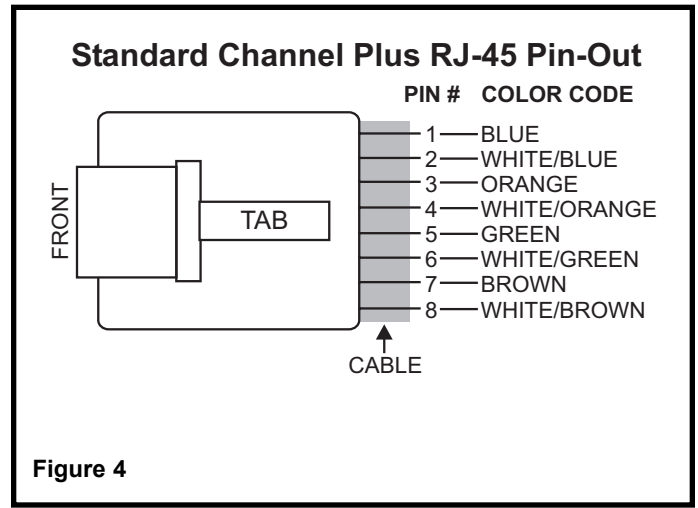 Standard Channel Plus RJ-45 Pin-Out
PIN # COLOR CODE
1 BLUE
2 WHITE/BLUE
3 ORANGE
4 WHITE/ORANGE
5 GREEN
6 WHITE/GREEN
7 BROWN
8 WHITE/BROWN
FRONT
TAB
CABLE
Figure 4